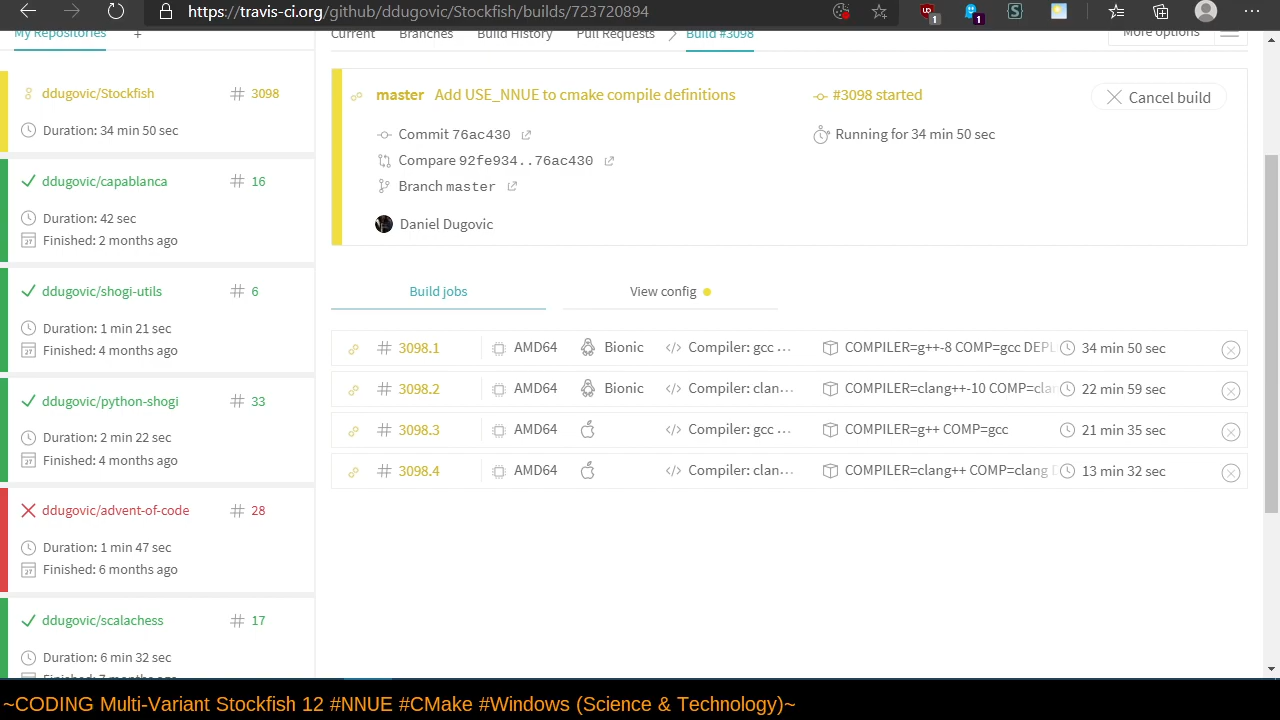 https://travis-ci.org/github/ddugovic/Stockfish/builds/723720894
1
1
My Repositories +
Current Branches Build History Pull Requests Build #3098 More options
ddugovic/Stockfish # 3098
Duration: 34 min 50 sec
ddugovic/capablanca # 16
Duration: 42 sec
Finished: 2 months ago
ddugovic/shogi-utils # 6
Duration: 1 min 21 sec
Finished: 4 months ago
ddugovic/python-shogi # 33
Duration: 2 min 22 sec
Finished: 4 months ago
ddugovic/advent-of-code # 28
Duration: 1 min 47 sec
Finished: 6 months ago
ddugovic/scalachess # 17
Duration: 6 min 32 sec
Finished: 7 months ago
master Add USE_NNUE to cmake compile definitions
Commit 76ac430
Compare 92fe934..76ac430
Branch master
Daniel Dugovic
#3098 started
Running for 34 min 50 sec
Cancel build
Build jobs View config
# 3098.1 AMD64 Bionic </> Compiler: gcc ... COMPILER=g++-8 COMP=gcc DEPL 34 min 50 sec
# 3098.2 AMD64 Bionic </> Compiler: clan... COMPILER=clang++-10 COMP=clan 22 min 59 sec
# 3098.3 AMD64 </> Compiler: gcc ... COMPILER=g++ COMP=gcc 21 min 35 sec
# 3098.4 AMD64 </> Compiler: clan... COMPILER=clang++ COMP=clang D 13 min 32 sec
~CODING Multi-Variant Stockfish 12 #NNUE #CMake #Windows (Science & Technology)~